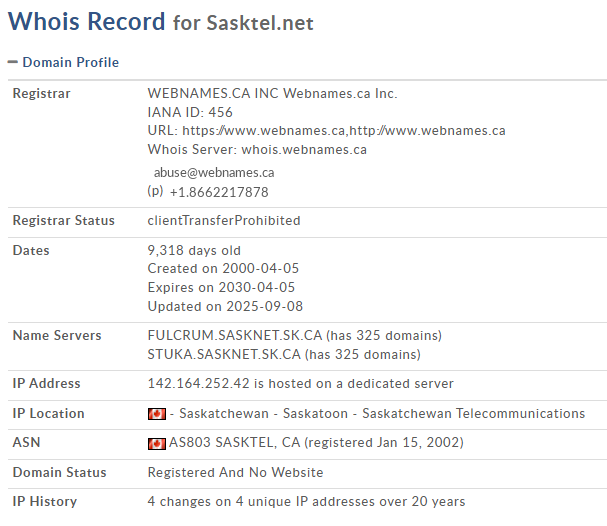 Whois Record for Sasktel.net
Domain Profile
Registrar
WEBNAMES.CA INC Webnames.ca Inc.
IANA ID: 456
URL: https://www.webnames.ca,http://www.webnames.ca
Whois Server: whois.webnames.ca
abuse@webnames.ca
(p) +1.8662217878
Registrar Status
clientTransferProhibited
Dates
9,318 days old
Created on 2000-04-05
Expires on 2030-04-05
Updated on 2025-09-08
Name Servers
FULCRUM.SASKNET.SK.CA (has 325 domains)
STUKA.SASKNET.SK.CA (has 325 domains)
IP Address
142.164.252.42 is hosted on a dedicated server
IP Location
- Saskatchewan - Saskatoon - Saskatchewan Telecommunications
ASN
AS803 SASKTEL, CA (registered Jan 15, 2002)
Domain Status
Registered And No Website
IP History
4 changes on 4 unique IP addresses over 20 years